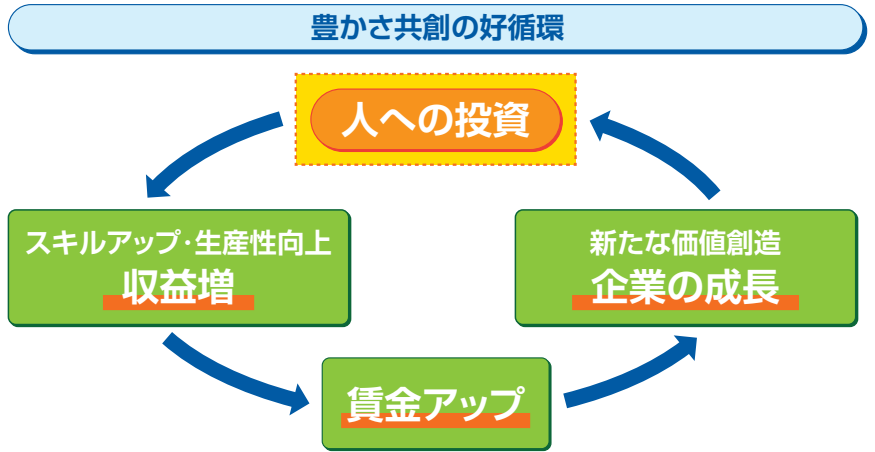 豊かさ共創の好循環
人への投資
スキルアップ・生産性向上
収益増
新たな価値創造
企業の成長
賃金アップ